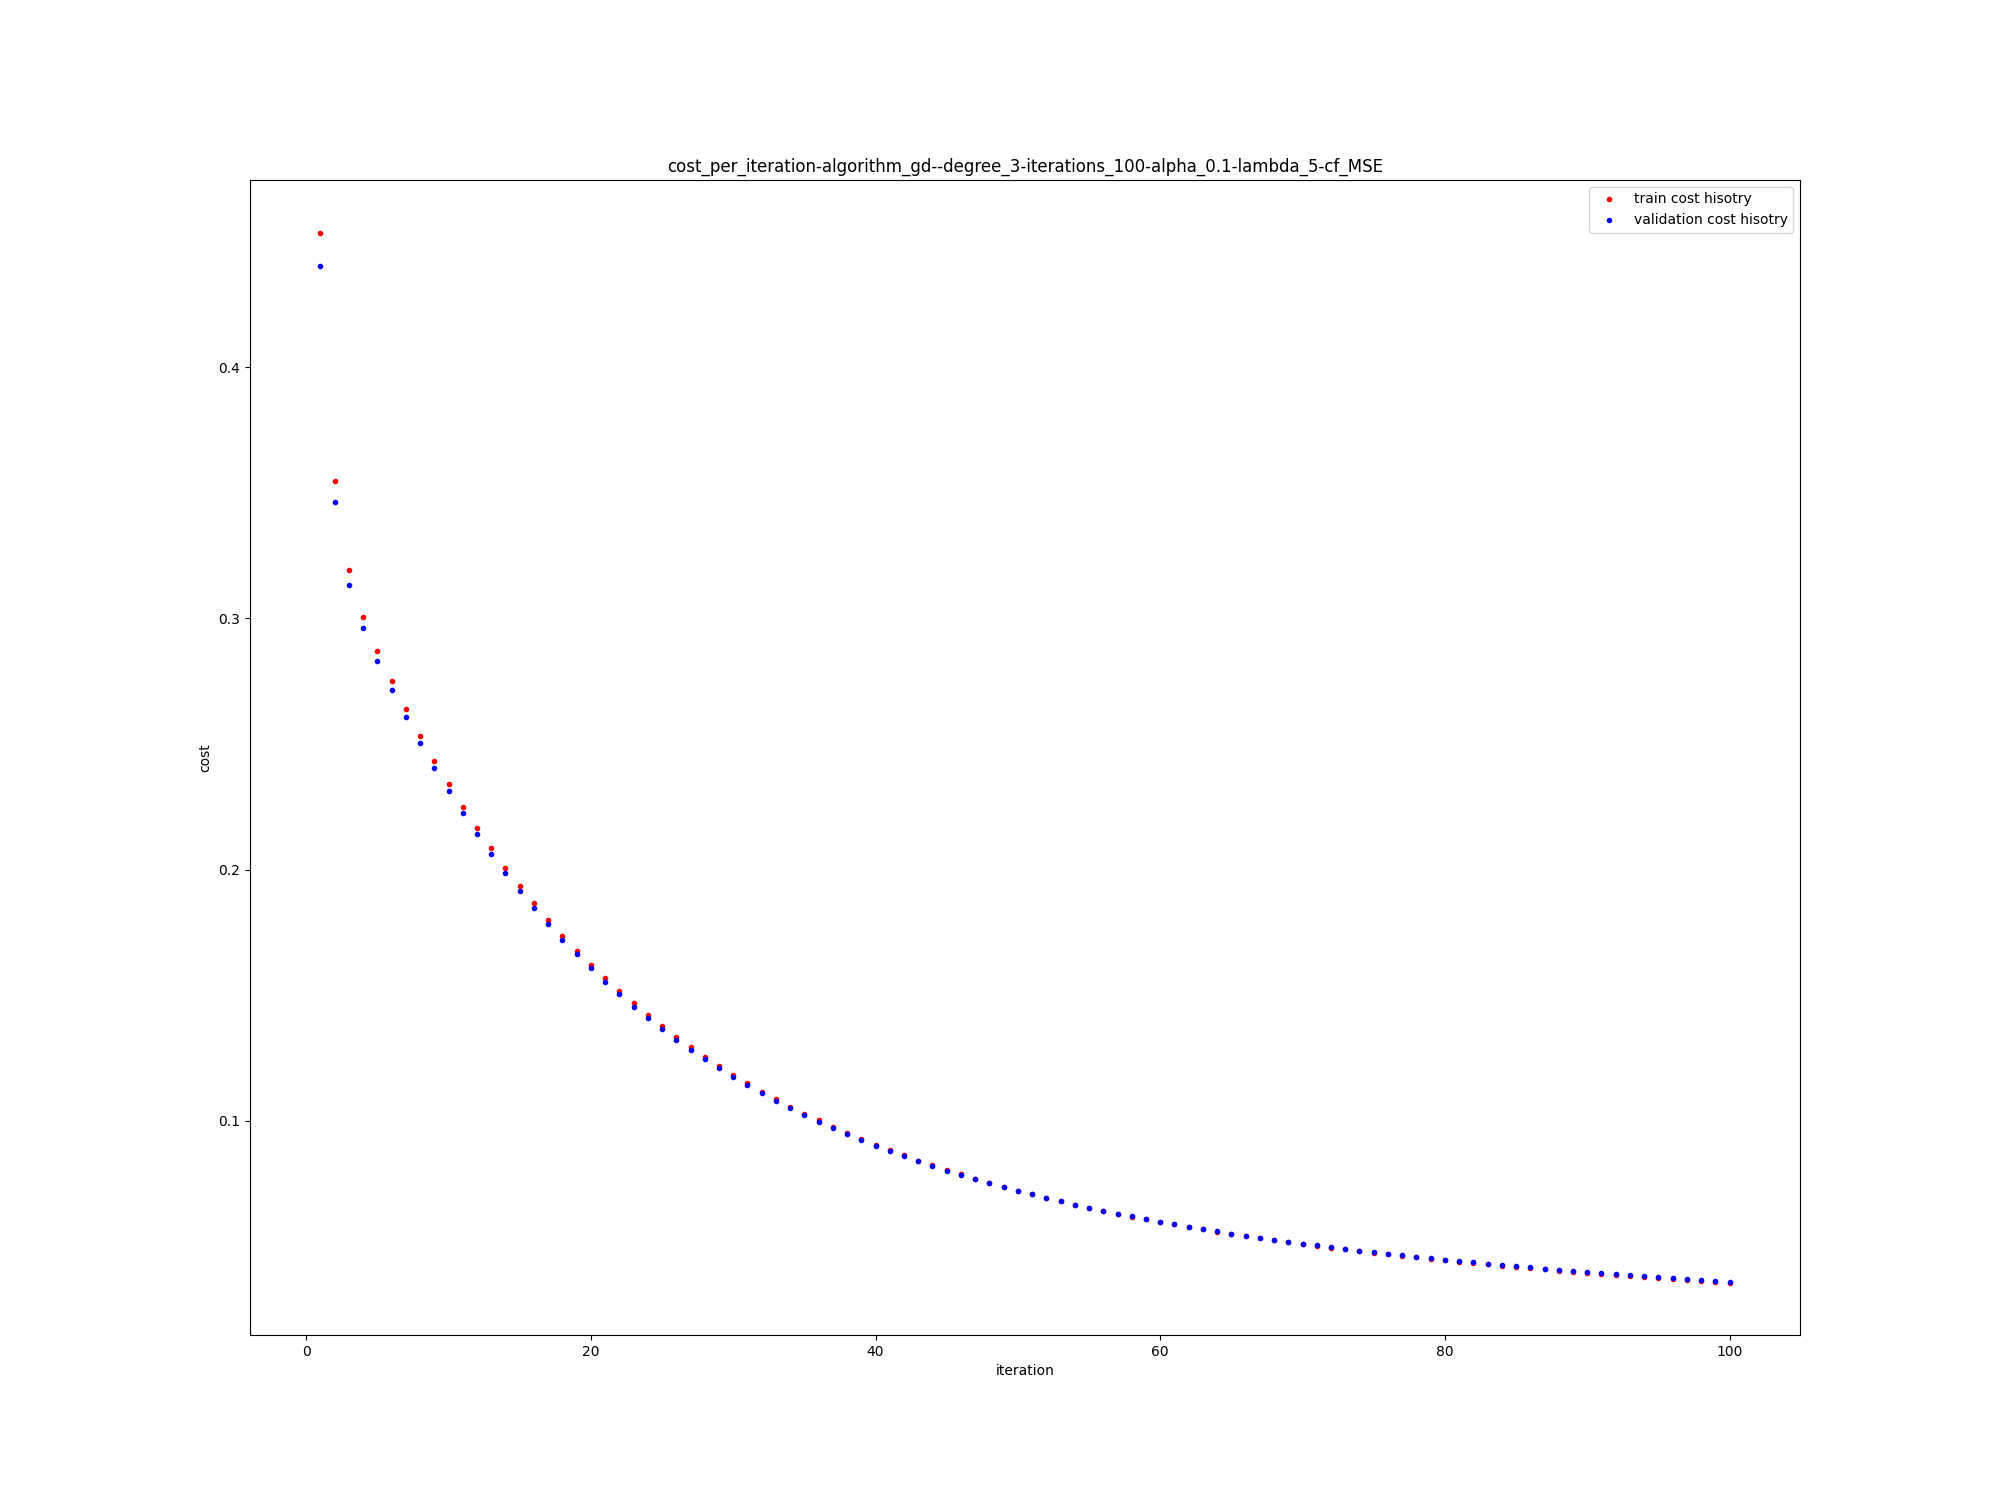 cost_per_iteration-algorithm_gd--degree_3-iterations_100-alpha_0.1-lambda_5-cf_MSE
train cost hisotry
validation cost hisotry
0.4
0.3
0.2
0.1
cost
0 20 40 60 80 100
iteration